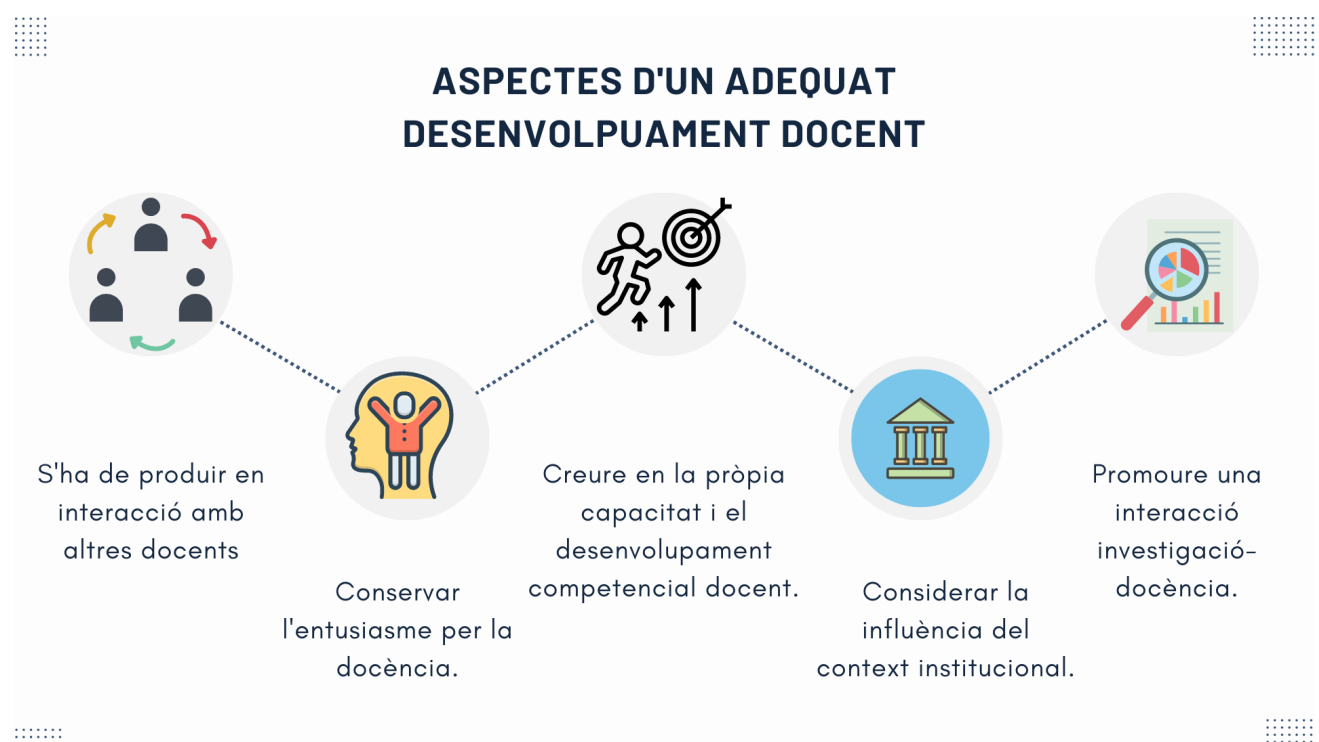 ASPECTES D'UN ADEQUAT
DESENVOLPUAMENT DOCENT
S'ha de produir en
interacció amb
altres docents
Conservar
l'entusiasme per la
docència.
Creure en la pròpia
capacitat i el
desenvolupament
competencial docent.
Considerar la
influència del
context institucional.
Promoure una
interacció
investigació-
docència.